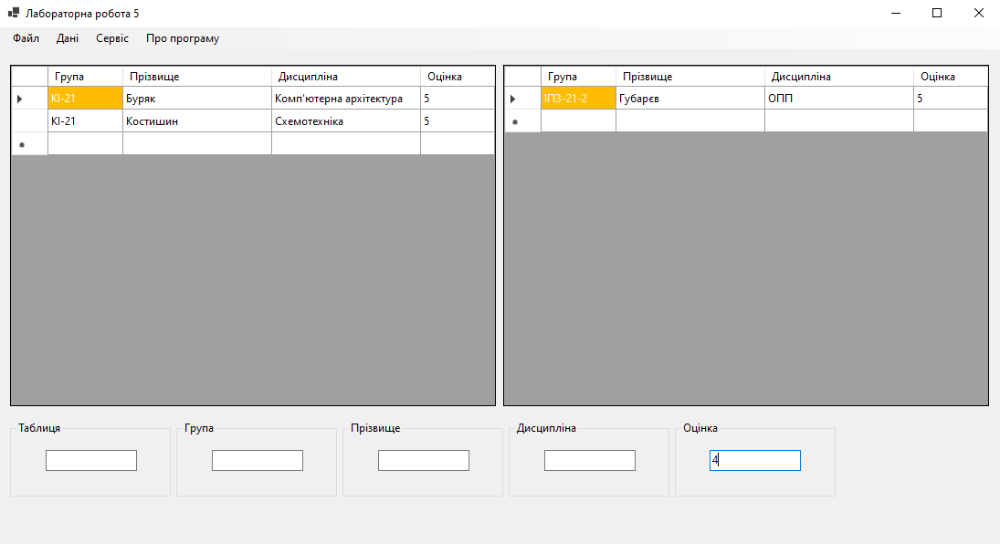 Лабораторна робота 5
Файл Дані Сервіс Про програму
Група Прізвище Дисципліна Оцінка
КІ-21 Буряк Комп'ютерна архітектура 5
КІ-21 Костишин Схемотехніка 5
Група Прізвище Дисципліна Оцінка
ІПЗ-21-2 Губарєв ОПП 5
Таблиця Група Прізвище Дисципліна Оцінка
4